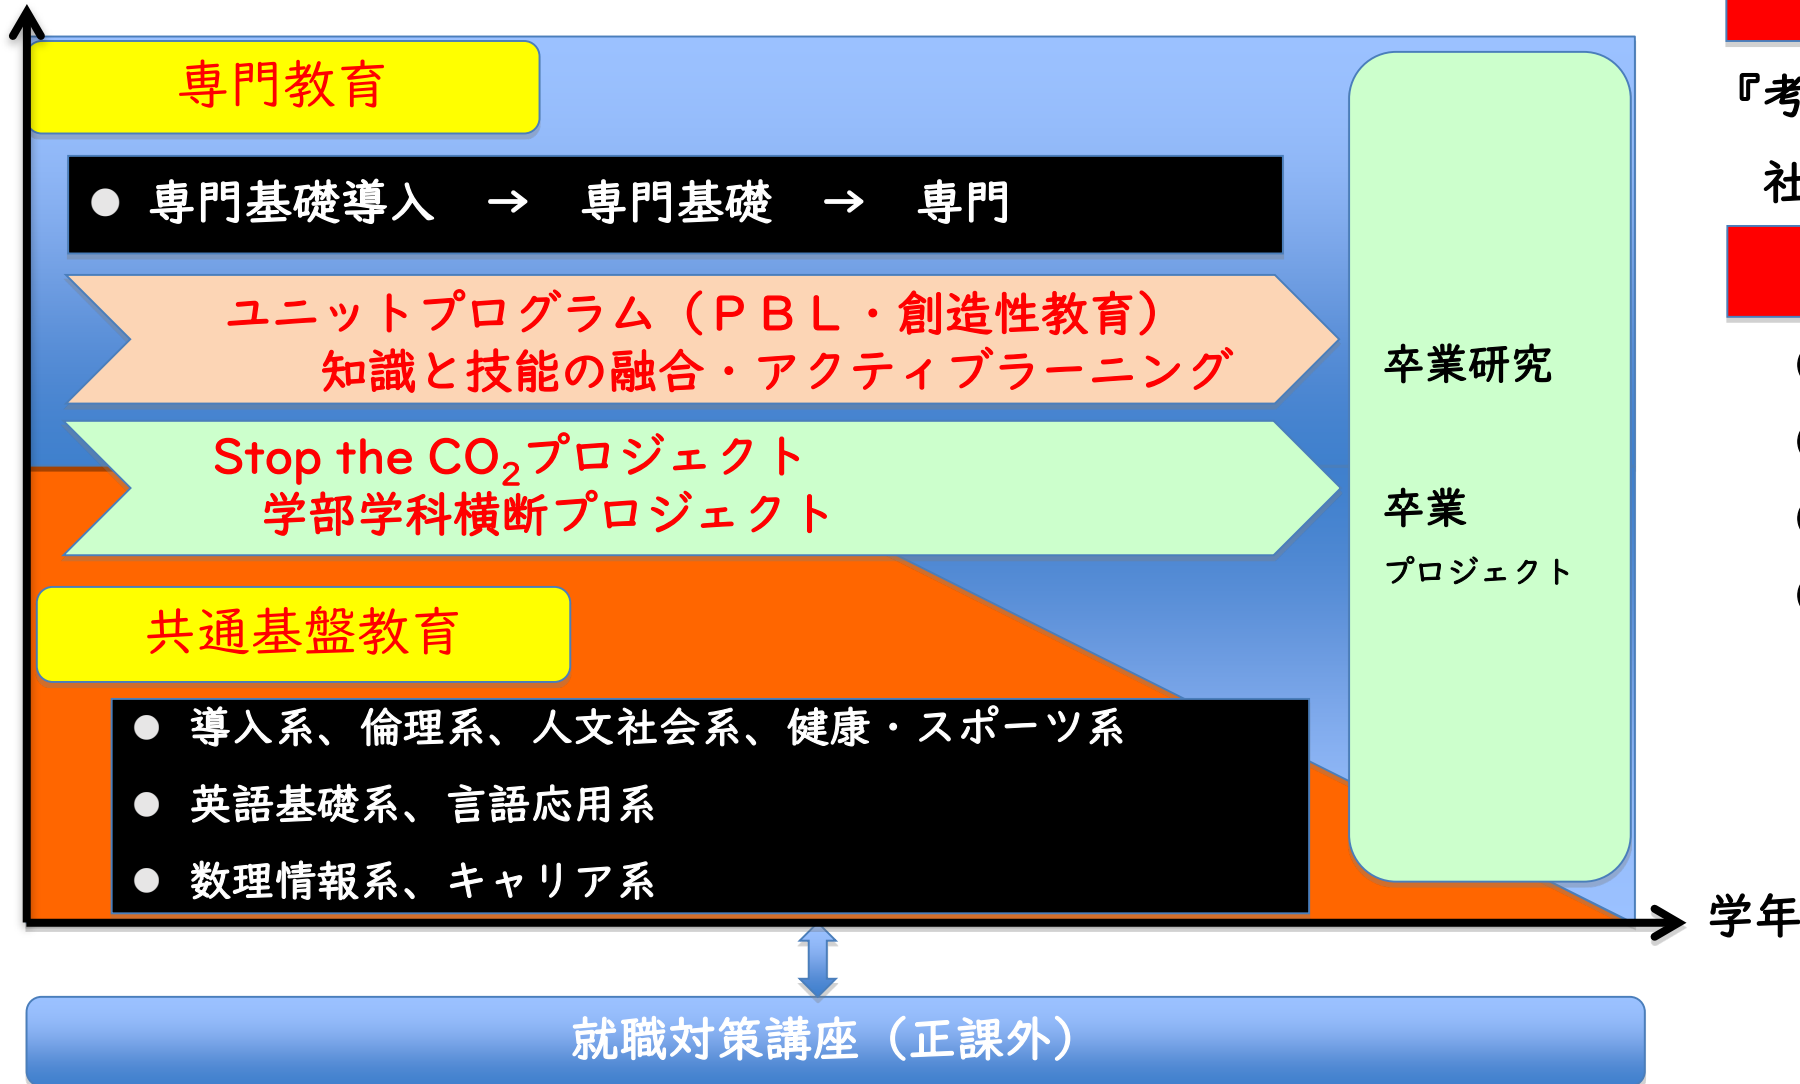 専門教育
● 専門基礎導入 → 専門基礎 → 専門
ユニットプログラム（ＰＢＬ・創造性教育）
知識と技能の融合・アクティブラーニング
Stop the CO₂プロジェクト
学部学科横断プロジェクト
卒業研究
卒業
プロジェクト
共通基盤教育
● 導入系、倫理系、人文社会系、健康・スポーツ系
● 英語基礎系、言語応用系
● 数理情報系、キャリア系
学年
就職対策講座（正課外）
『考
社